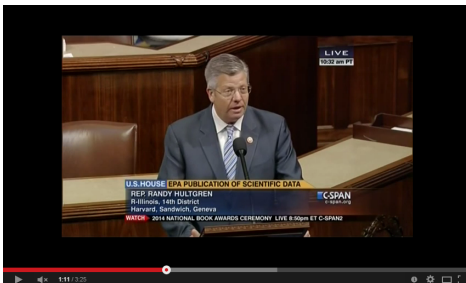 LIVE
10:32 am PT
U.S. HOUSE EPA PUBLICATION OF SCIENTIFIC DATA
REP. RANDY HULTGREN
R-Illinois, 14th District
Harvard, Sandwich, Geneva
C-SPAN
c-span.org
WATCH 2014 NATIONAL BOOK AWARDS CEREMONY LIVE 8:50pm ET C-SPAN2
1:11 / 3:25